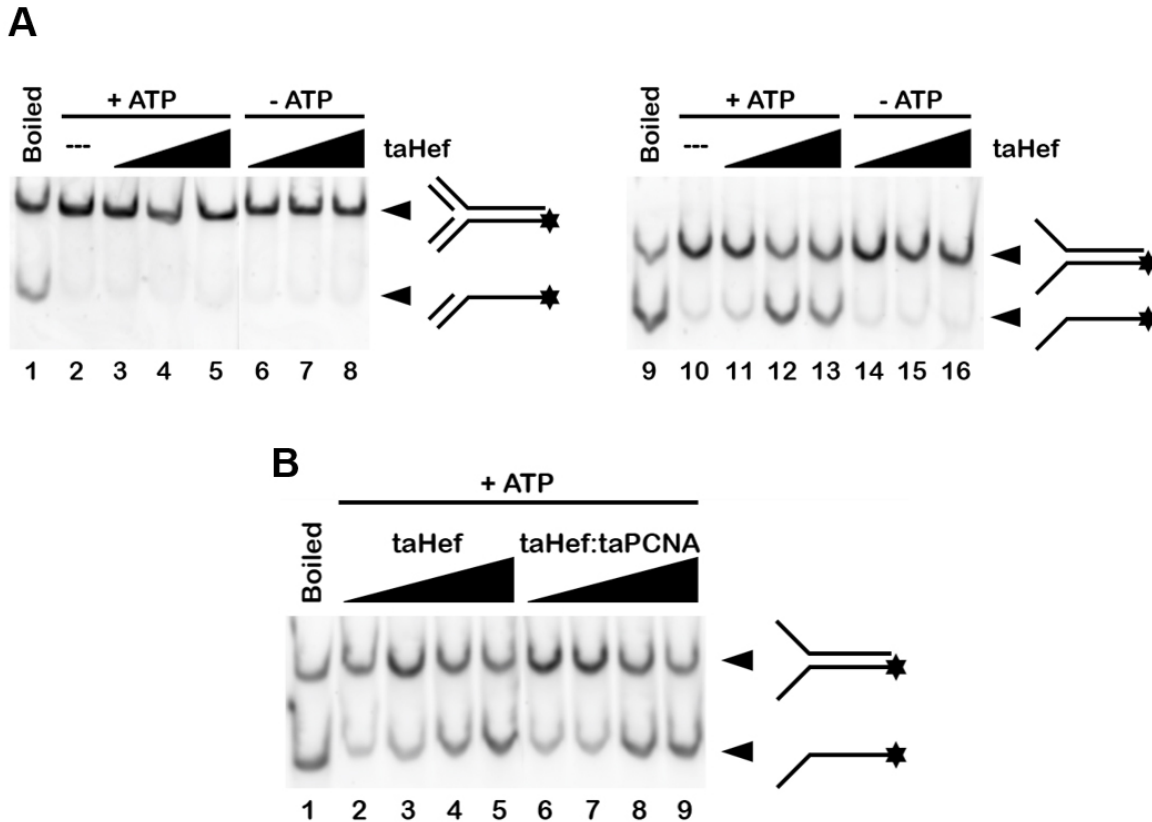 A
Boiled
+ ATP
- ATP
---
taHef
1 2 3 4 5 6 7 8
Boiled
+ ATP
- ATP
---
taHef
9 10 11 12 13 14 15 16
B
+ ATP
Boiled
taHef
taHef:taPCNA
1 2 3 4 5 6 7 8 9